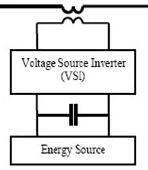 Voltage Source Inverter
(VSI)
Energy Source